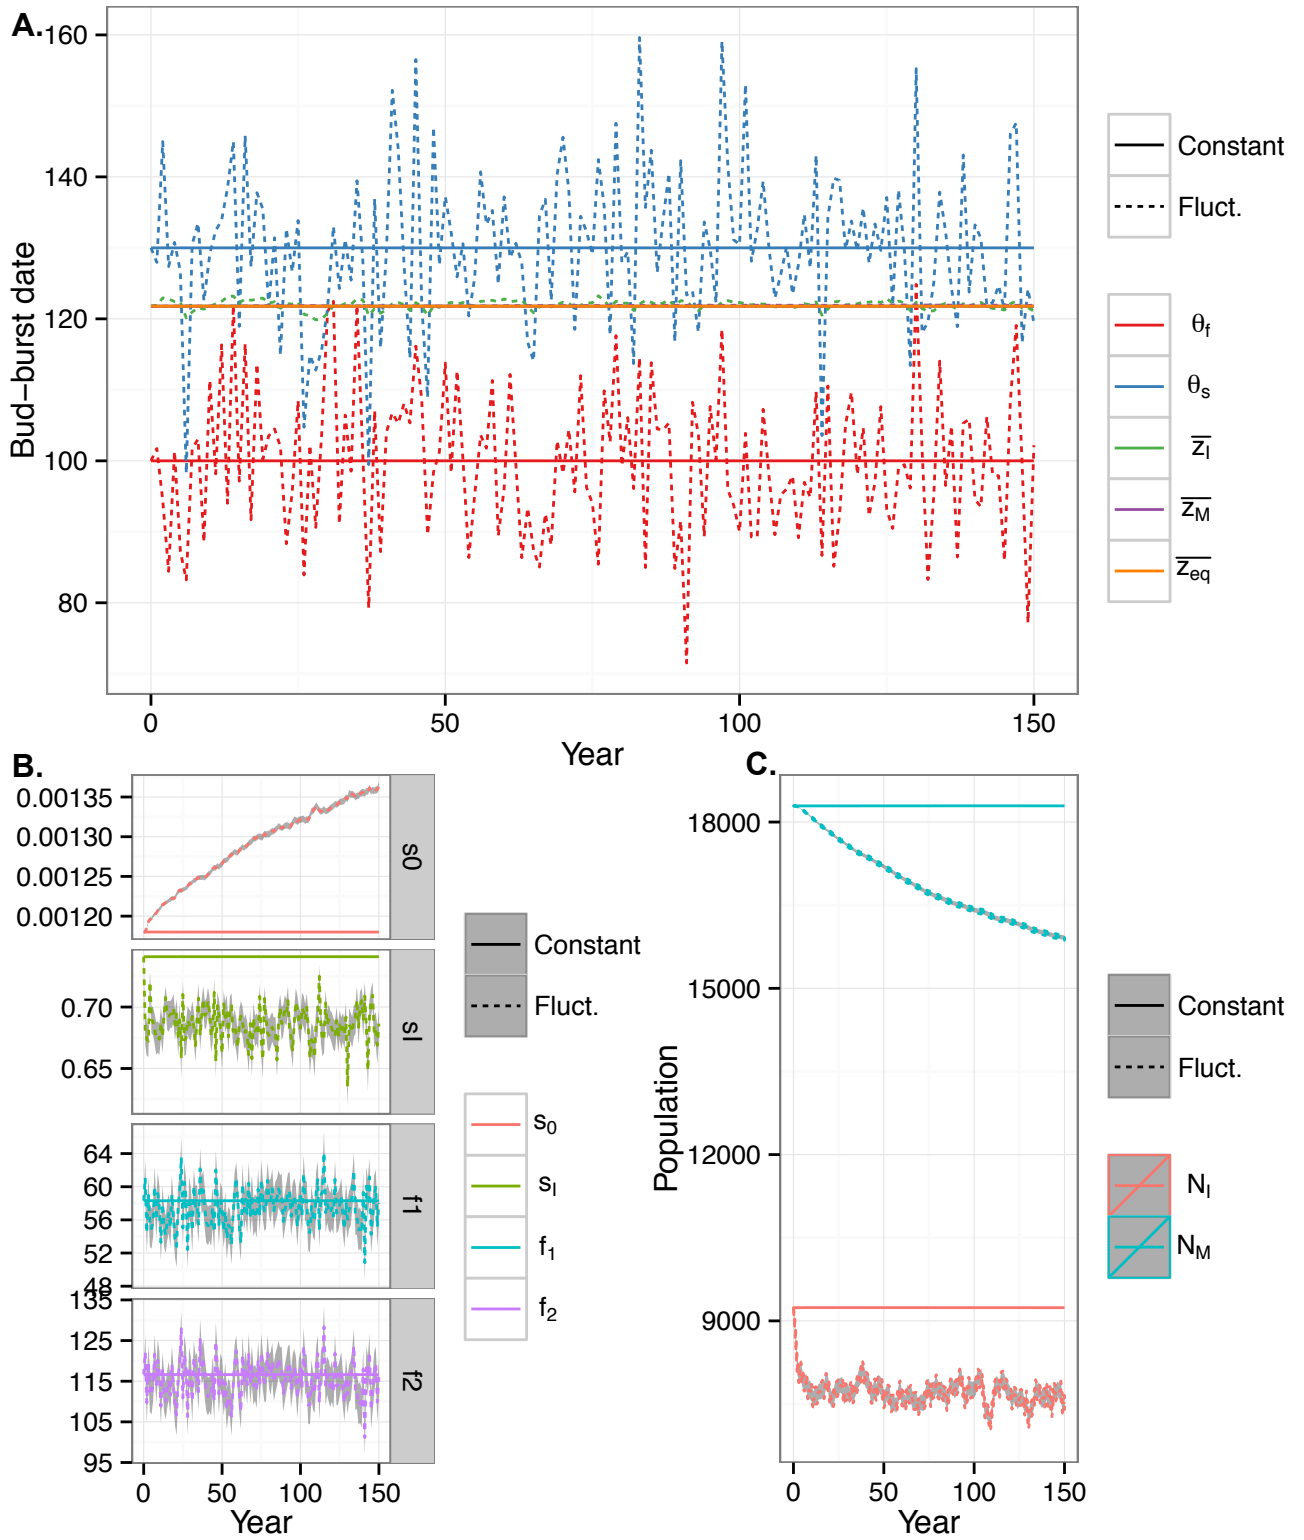 A.
160
140
120
100
80
Bud−burst date
0 50 100 150
Year
Constant
Fluct.
θf
θs
zI
zM
zeq
B.
0.00135
0.00130
0.00125
0.00120
s0
0.70
0.65
sI
64
60
56
52
48
f1
135
125
115
105
95
f2
0 50 100 150
Year
Constant
Fluct.
s0
sI
f1
f2
C.
18000
15000
12000
9000
Population
0 50 100 150
Year
Constant
Fluct.
NI
NM